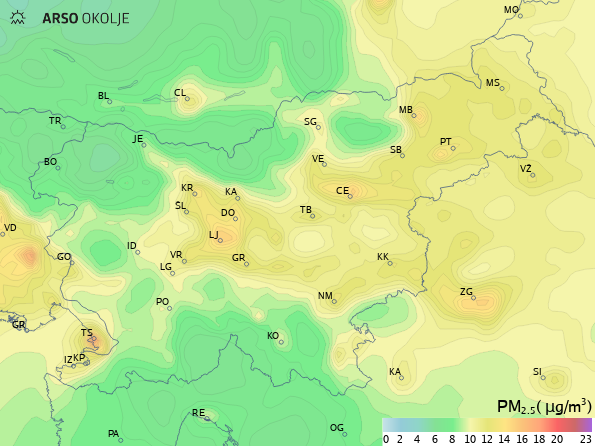 ARSO OKOLJE
MO
BL
CL
MS
MB
TR
SG
JE
PT
SB
VE
BO
VŽ
KR
KA
CE
ŠL
DO
TB
VD
LJ
ID
VR
GR
KK
GO
LG
NM
ZG
PO
GR
TS
KO
IZ
KP
KA
SI
RE
PA
OG
PM2.5 ( µg/m³)
0 2 4 6 8 10 12 14 16 18 20 23